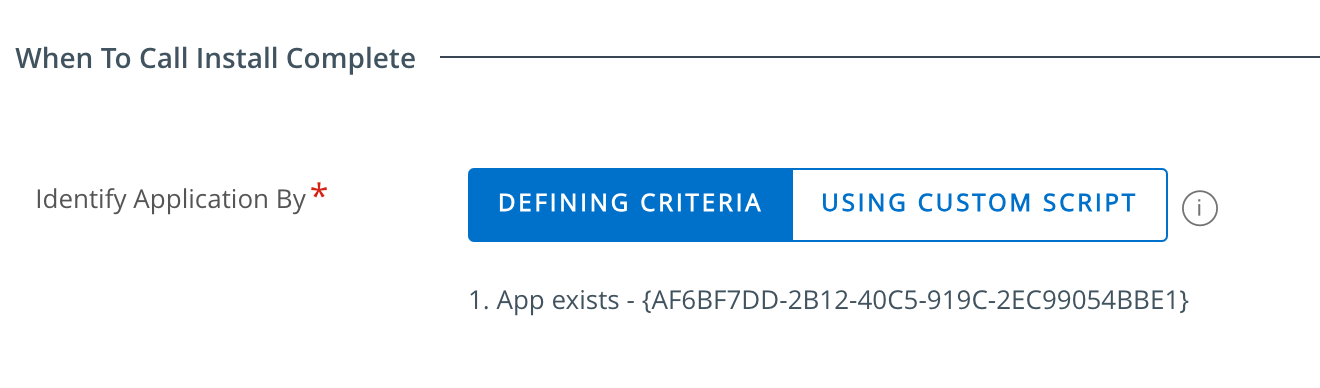 When To Call Install Complete
Identify Application By *
DEFINING CRITERIA
USING CUSTOM SCRIPT
i
1. App exists - {AF6BF7DD-2B12-40C5-919C-2EC99054BBE1}